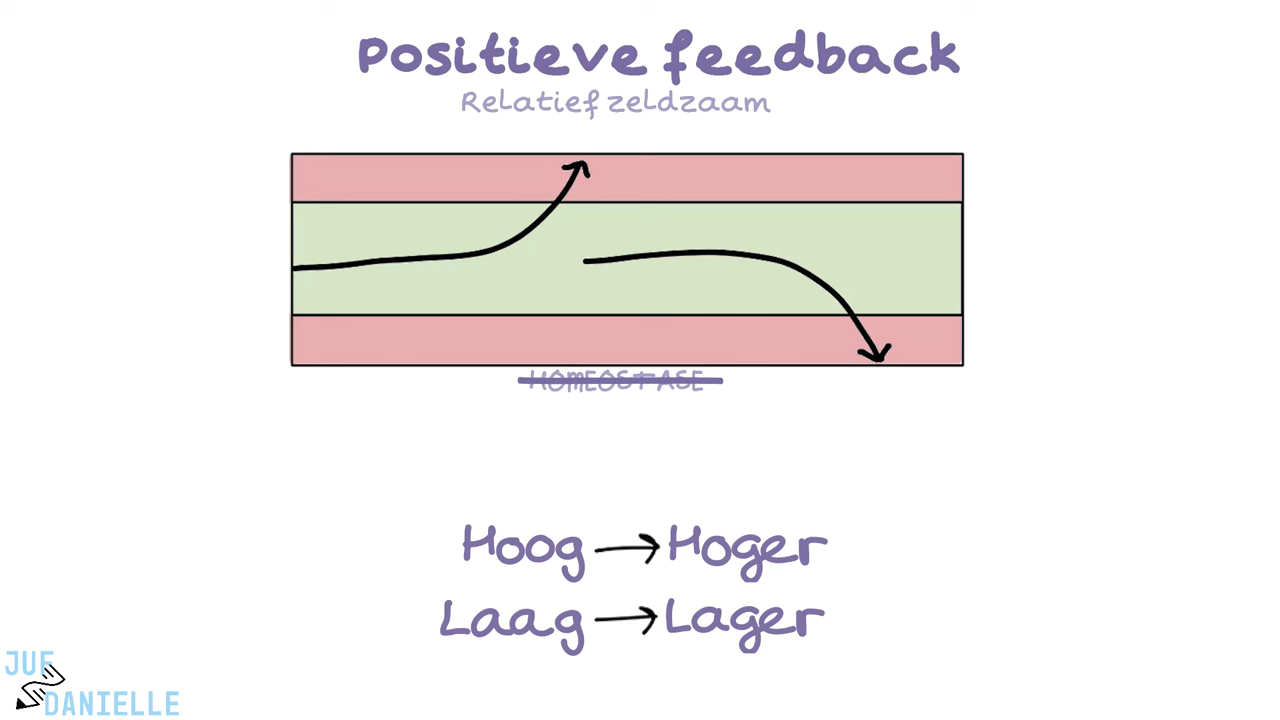 Positieve feedback
Relatief zeldzaam
HOMEOSTASE
Hoog → Hoger
Laag → Lager
JUF
DANIELLE